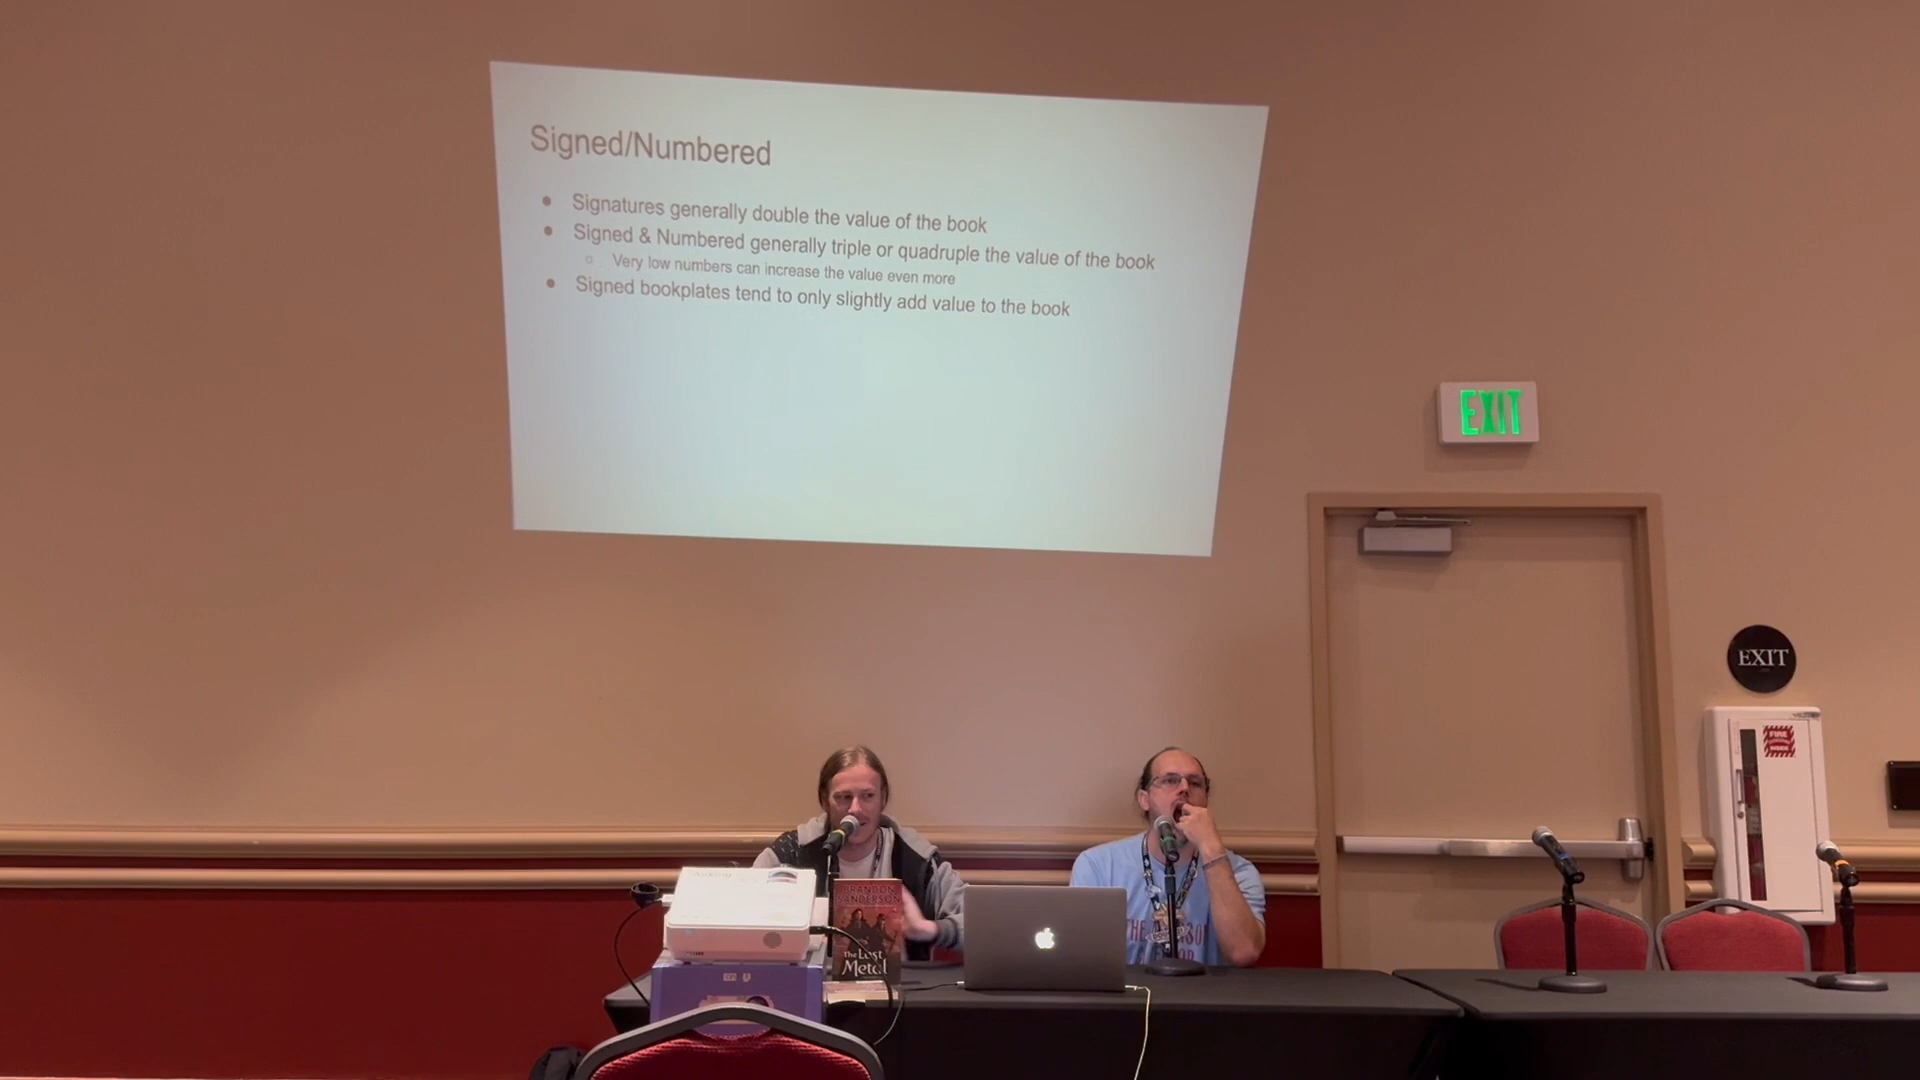 Signed/Numbered
● Signatures generally double the value of the book
● Signed & Numbered generally triple or quadruple the value of the book
○ Very low numbers can increase the value even more
● Signed bookplates tend to only slightly add value to the book
EXIT
EXIT
FIRE
BRANDON
SANDERSON
The Lost
Metal
THE